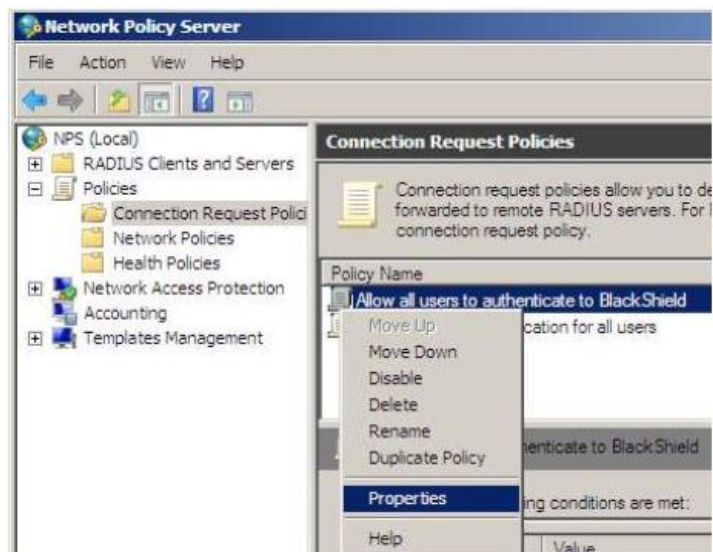 Network Policy Server
File Action View Help
NPS (Local)
RADIUS Clients and Servers
Policies
Connection Request Polici
Network Policies
Health Policies
Network Access Protection
Accounting
Templates Management
Connection Request Policies
Connection request policies allow you to de
forwarded to remote RADIUS servers. For
connection request policy.
Policy Name
Allow all users to authenticate to BlackShield
cation for all users
Move Up
Move Down
Disable
Delete
Rename
Duplicate Policy
Properties
Help
henticate to BlackShield
ing conditions are met:
Value